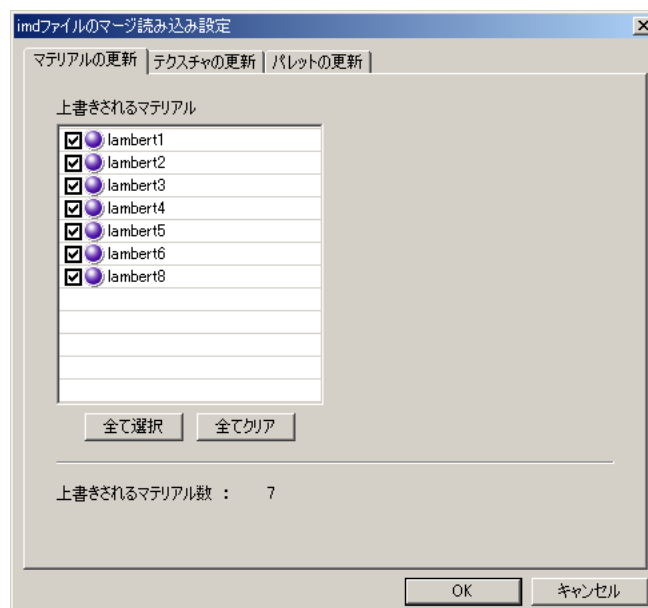 imdファイルのマージ読み込み設定
マテリアルの更新 テクスチャの更新 パレットの更新
上書きされるマテリアル
lambert1
lambert2
lambert3
lambert4
lambert5
lambert6
lambert8
全て選択 全てクリア
上書きされるマテリアル数 : 7
OK キャンセル